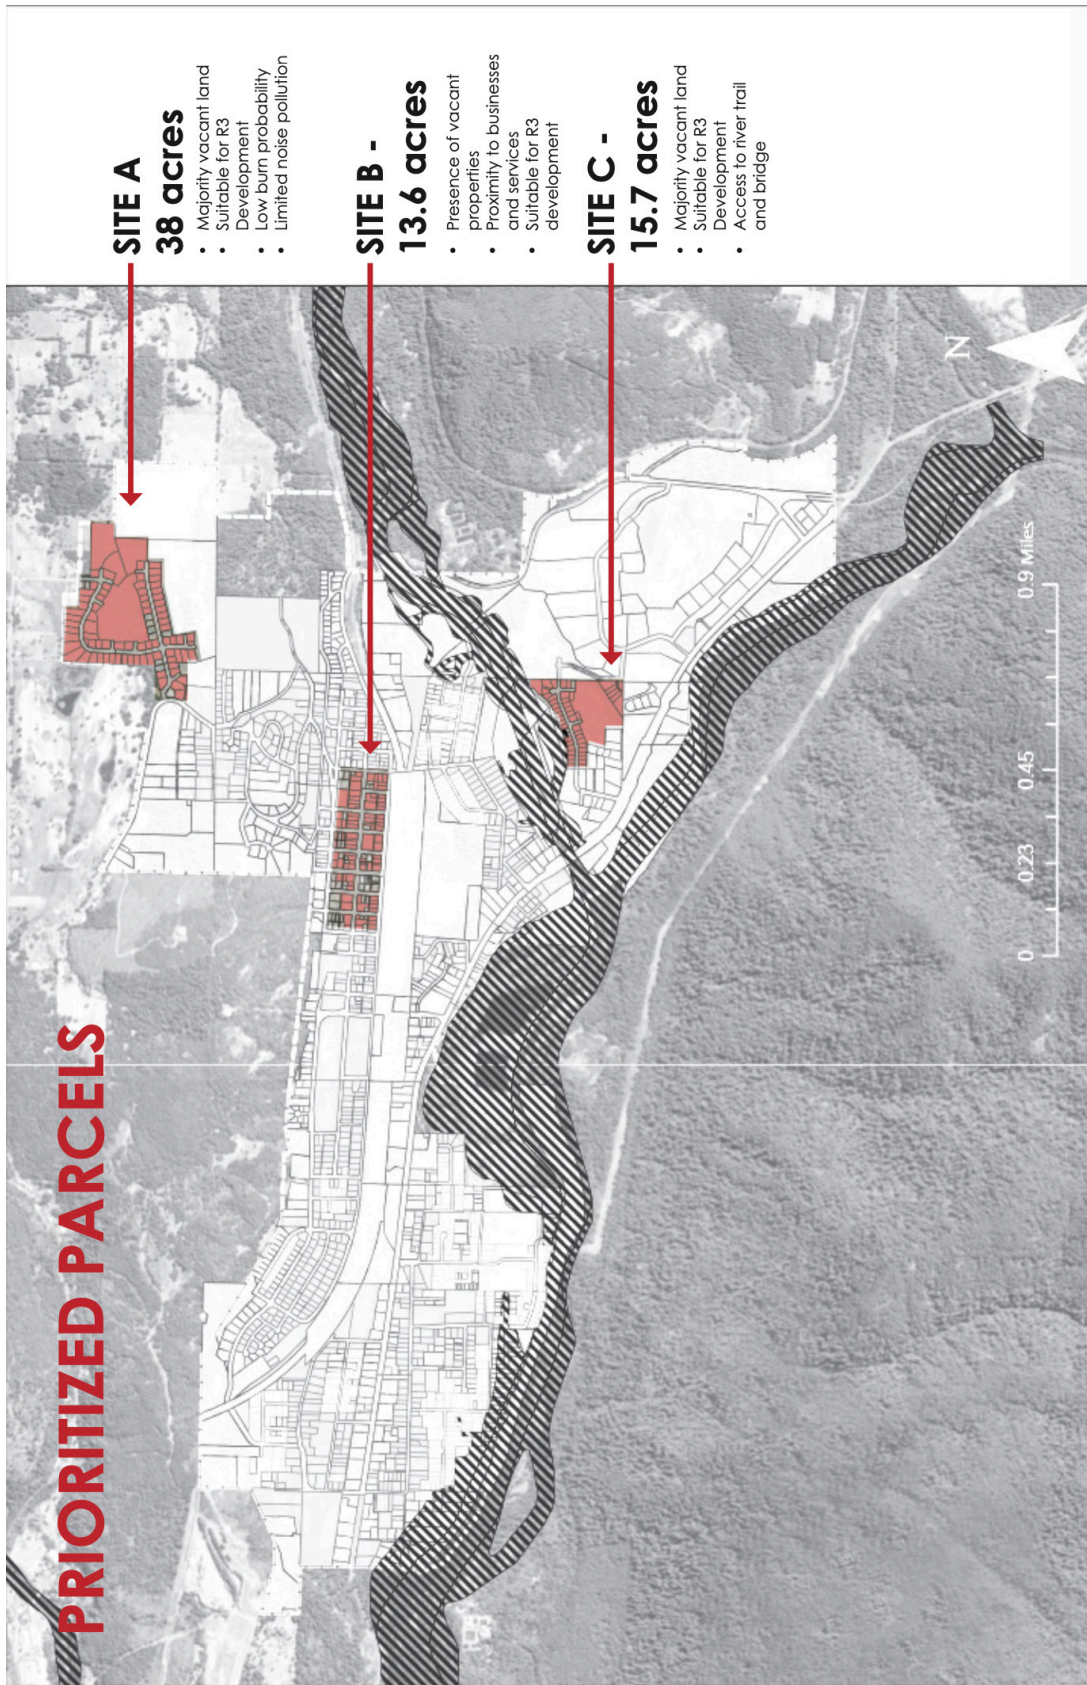 PRIORITIZED PARCELS
SITE A
38 acres
• Majority vacant land
• Suitable for R3
Development
• Low burn probability
• Limited noise pollution
SITE B -
13.6 acres
• Presence of vacant
properties
• Proximity to businesses
and services
• Suitable for R3
development
SITE C -
15.7 acres
• Majority vacant land
• Suitable for R3
Development
• Access to river trail
and bridge
N
0 0.23 0.45 0.9 Miles